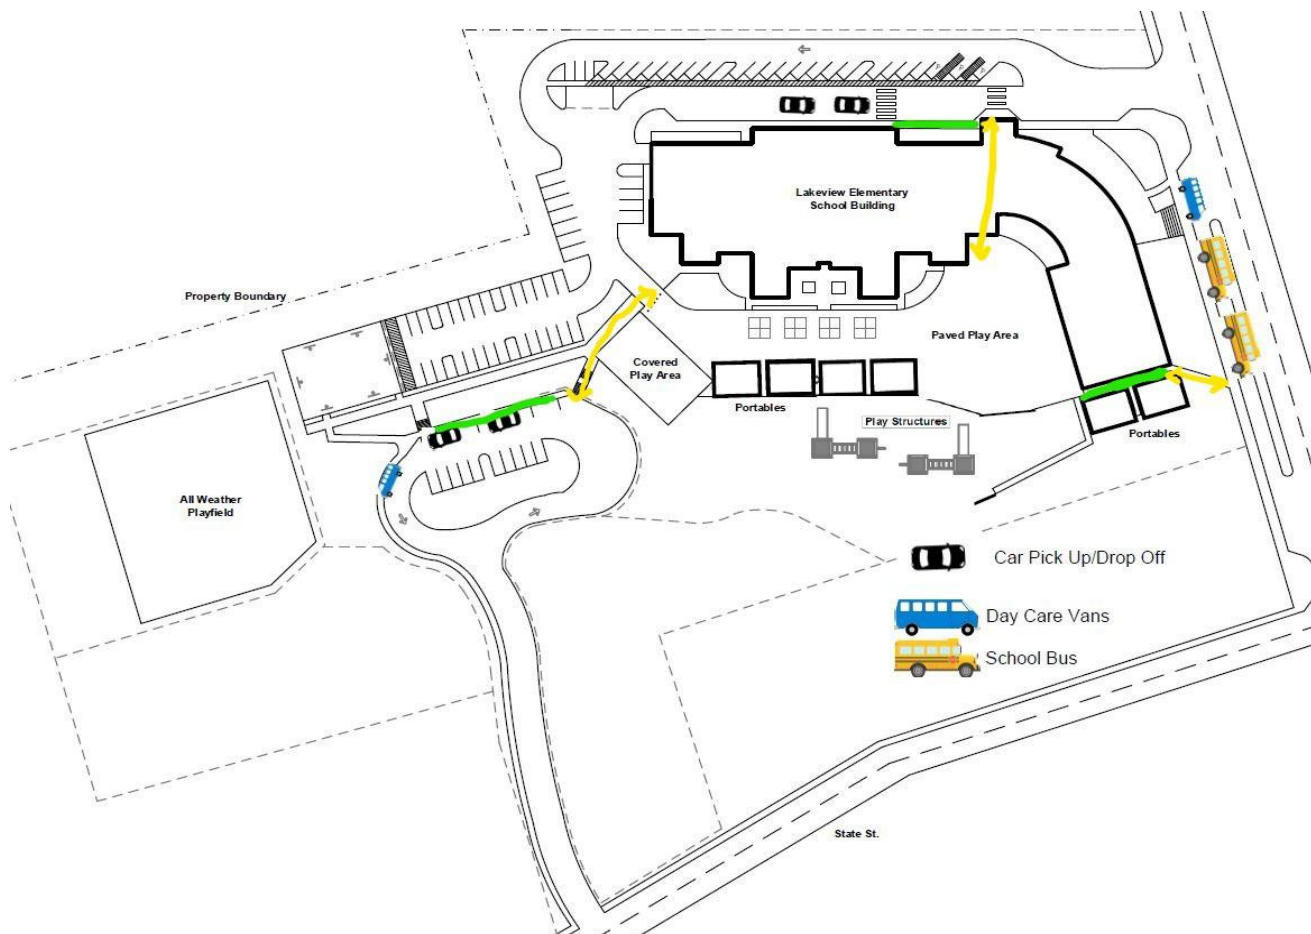 Lakeview Elementary
School Building
Property Boundary
Paved Play Area
Covered
Play Area
Portables
Play Structures
Portables
All Weather
Playfield
Car Pick Up/Drop Off
Day Care Vans
School Bus
State St.